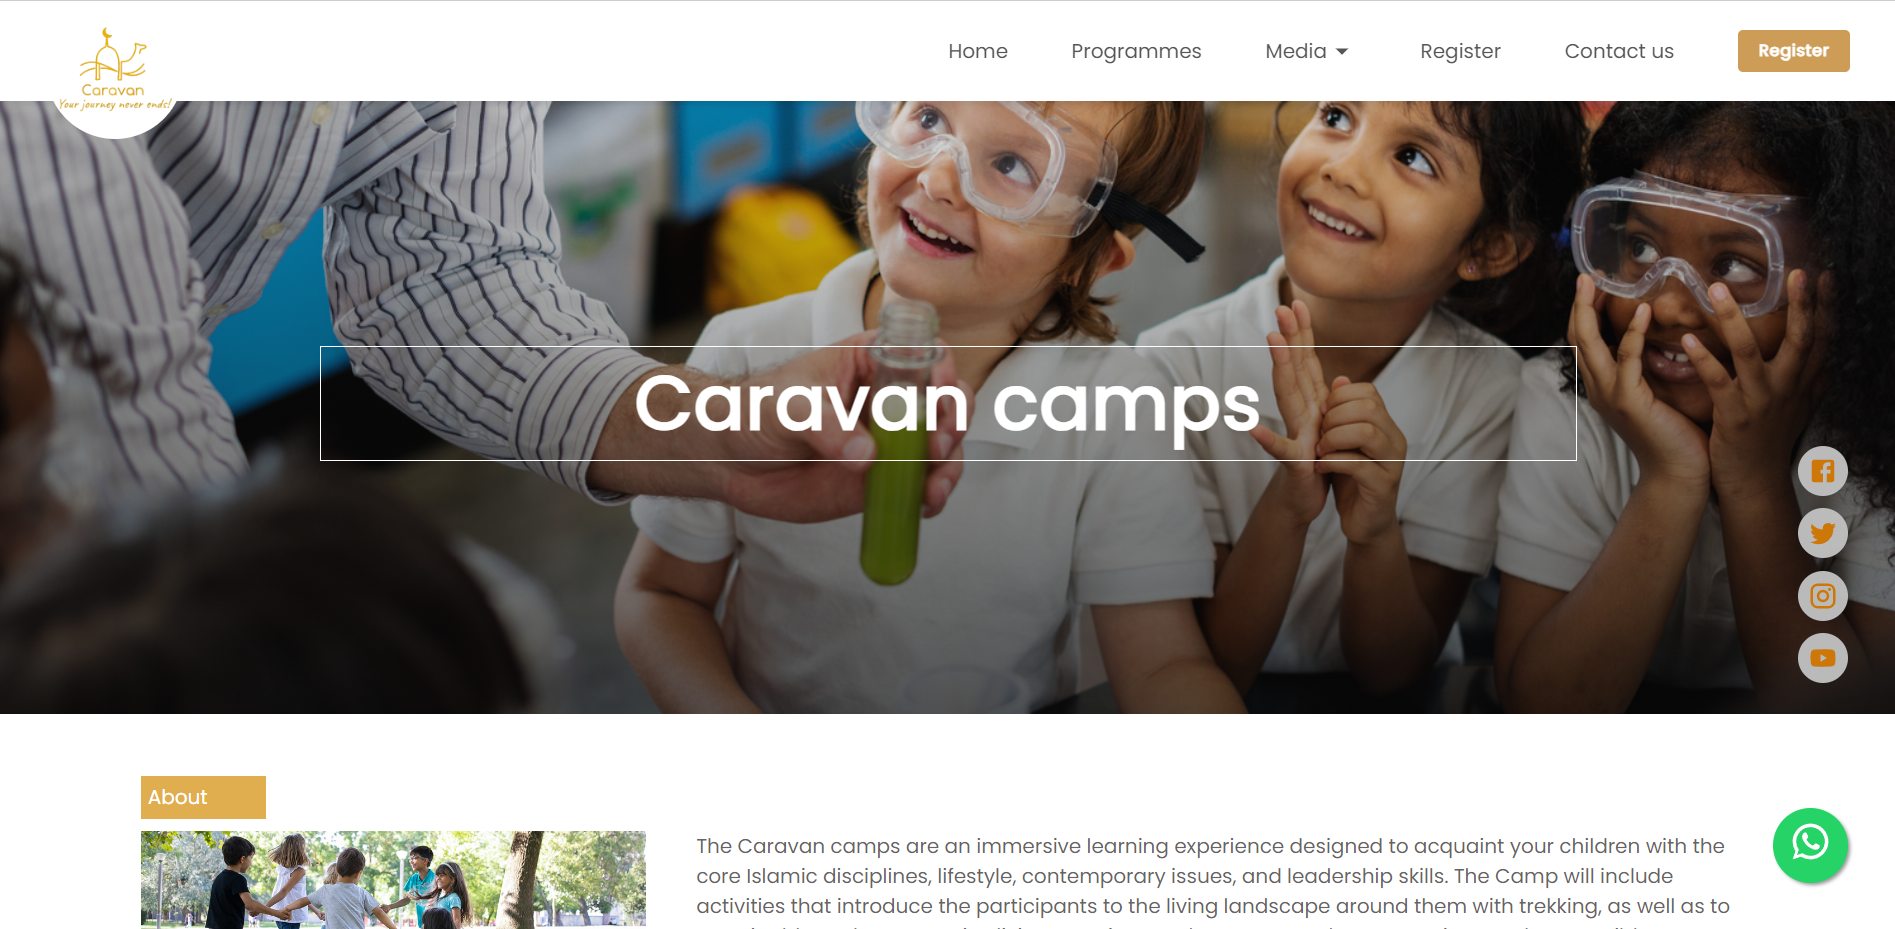 Caravan
Your journey never ends!
Home
Programmes
Media
Register
Contact us
Register
Caravan camps
About
The Caravan camps are an immersive learning experience designed to acquaint your children with the
core Islamic disciplines, lifestyle, contemporary issues, and leadership skills. The Camp will include
activities that introduce the participants to the living landscape around them with trekking, as well as to